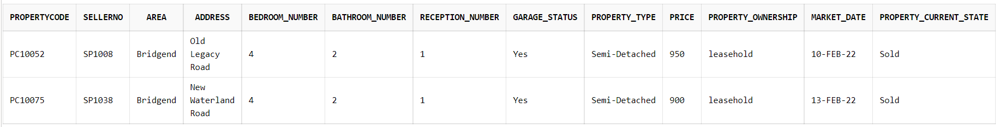 PROPERTYCODE SELLERNO AREA ADDRESS BEDROOM_NUMBER BATHROOM_NUMBER RECEPTION_NUMBER GARAGE_STATUS PROPERTY_TYPE PRICE PROPERTY_OWNERSHIP MARKET_DATE PROPERTY_CURRENT_STATE
Old
PC10052 SP1008 Bridgend Legacy 4 2 1 Yes Semi-Detached 950 leasehold 10-FEB-22 Sold
Road
New
PC10075 SP1038 Bridgend Waterland 4 2 1 Yes Semi-Detached 900 leasehold 13-FEB-22 Sold
Road